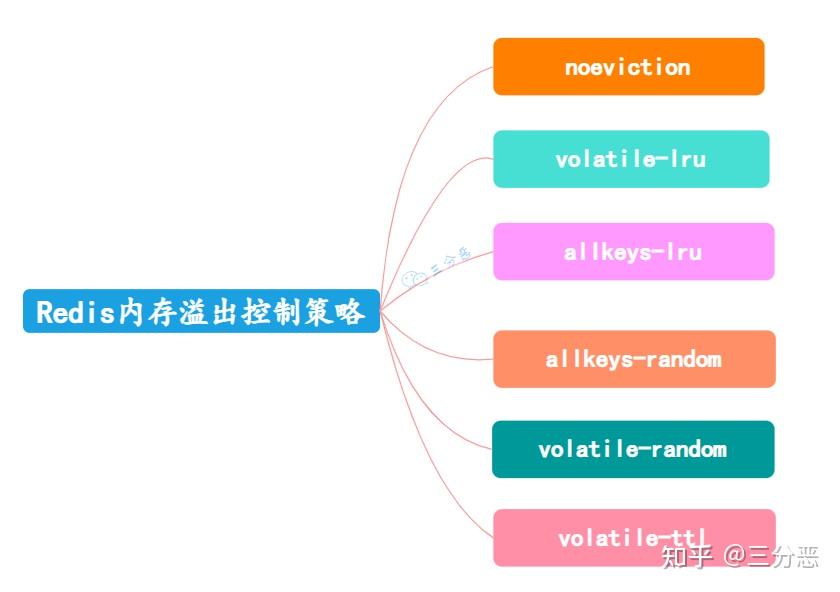 noeviction
volatile-lru
三分恶
allkeys-lru
Redis内存溢出控制策略
allkeys-random
volatile-random
volatile-ttl
知乎 @三分恶